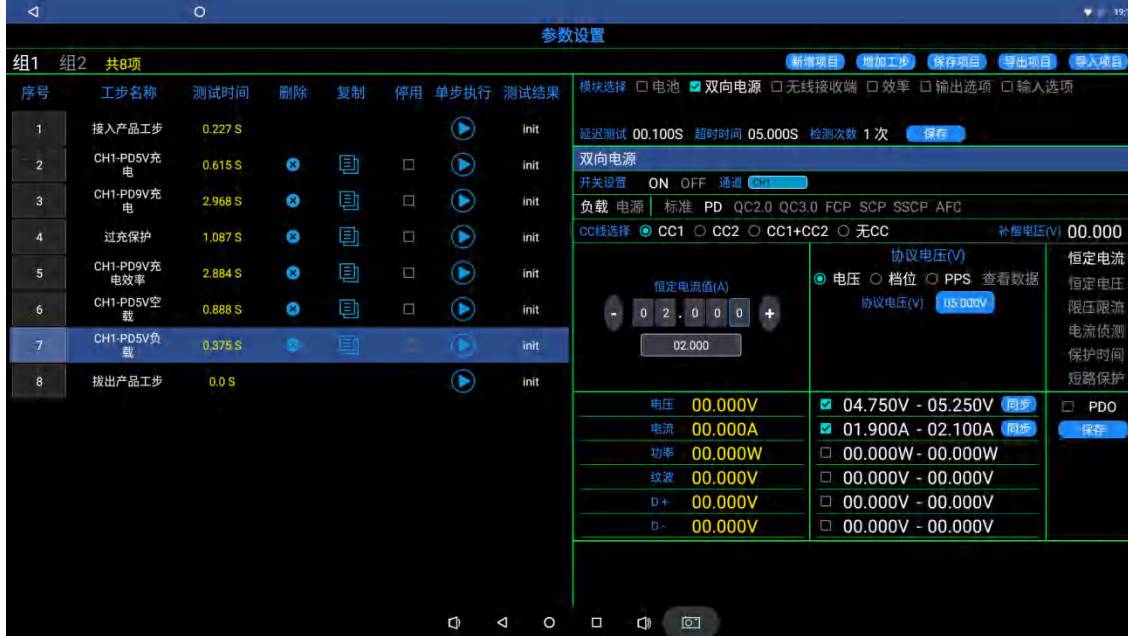 19:
参数设置
组1 组2 共8项 新增项目 增加工步 保存项目 导出项目 导入项目
序号 工步名称 测试时间 删除 复制 停用 单步执行 测试结果
1 接入产品工步 0.227 S init
2 CH1-PD5V充
电 0.615 S init
3 CH1-PD9V充
电 2.968 S init
4 过充保护 1.087 S init
5 CH1-PD9V充
电效率 2.884 S init
6 CH1-PD5V空
载 0.888 S init
7 CH1-PD5V负
载 0.375 S init
8 拔出产品工步 0.0 S init
模块选择 电池 双向电源 无线接收端 效率 输出选项 输入选项
延迟测试 00.100S 超时时间 05.000S 检测次数 1 次 保存
双向电源
开关设置 ON OFF 通道 CH1
负载 电源 标准 PD QC2.0 QC3.0 FCP SCP SSCP AFC
CC线选择 CC1 CC2 CC1+CC2 无CC 补偿电压(V) 00.000
恒定电流值(A)
- 0 2 . 0 0 0 +
02.000
协议电压(V)
电压 档位 PPS 查看数据
协议电压(V) 05.000V
恒定电流
恒定电压
限压限流
电流侦测
保护时间
短路保护
电压 00.000V 04.750V - 05.250V 同步 PDO
电流 00.000A 01.900A - 02.100A 同步 保存
功率 00.000W 00.000W - 00.000W
纹波 00.000V 00.000V - 00.000V
D+ 00.000V 00.000V - 00.000V
D- 00.000V 00.000V - 00.000V